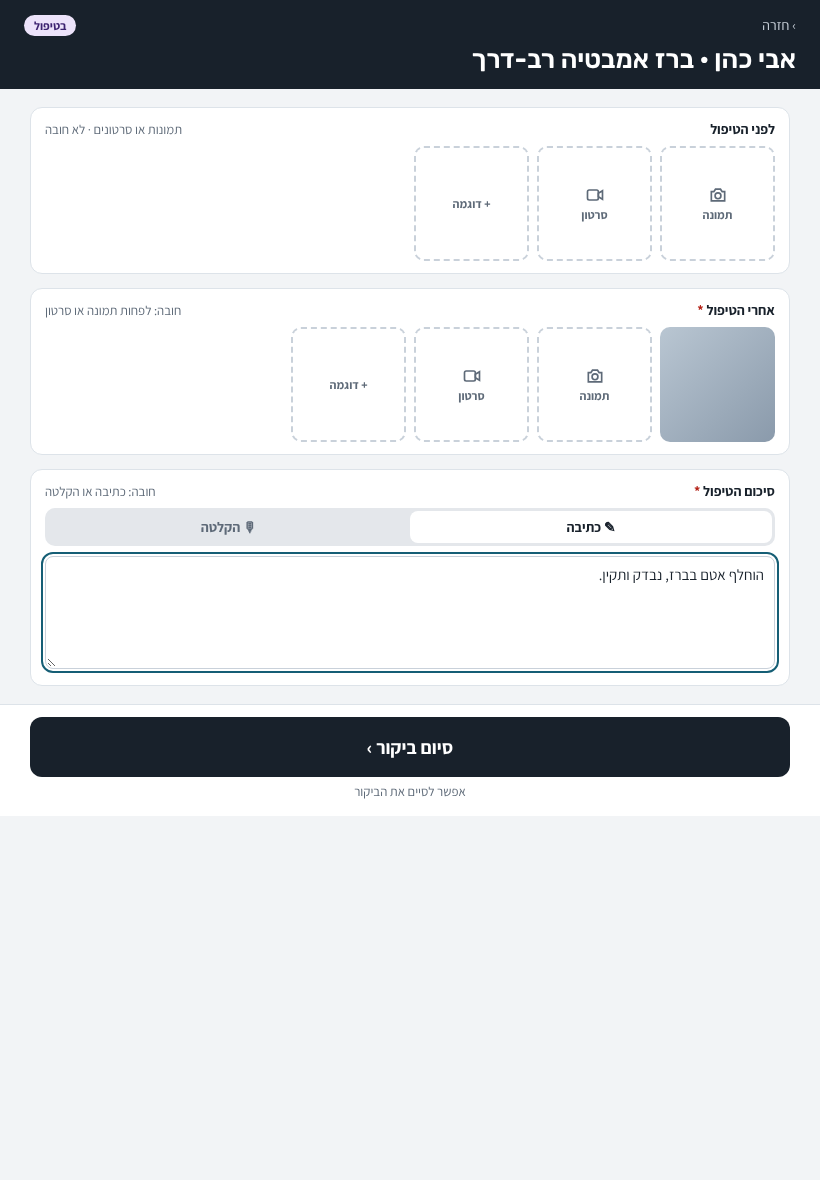 ‹ חזרה
בטיפול
אבי כהן • ברז אמבטיה רב-דרך
לפני הטיפול
תמונות או סרטונים · לא חובה
תמונה
סרטון
+ דוגמה
אחרי הטיפול *
חובה: לפחות תמונה או סרטון
תמונה
סרטון
+ דוגמה
סיכום הטיפול *
חובה: כתיבה או הקלטה
✎ כתיבה
🎙 הקלטה
הוחלף אטם בברז, נבדק ותקין.
סיום ביקור ›
אפשר לסיים את הביקור